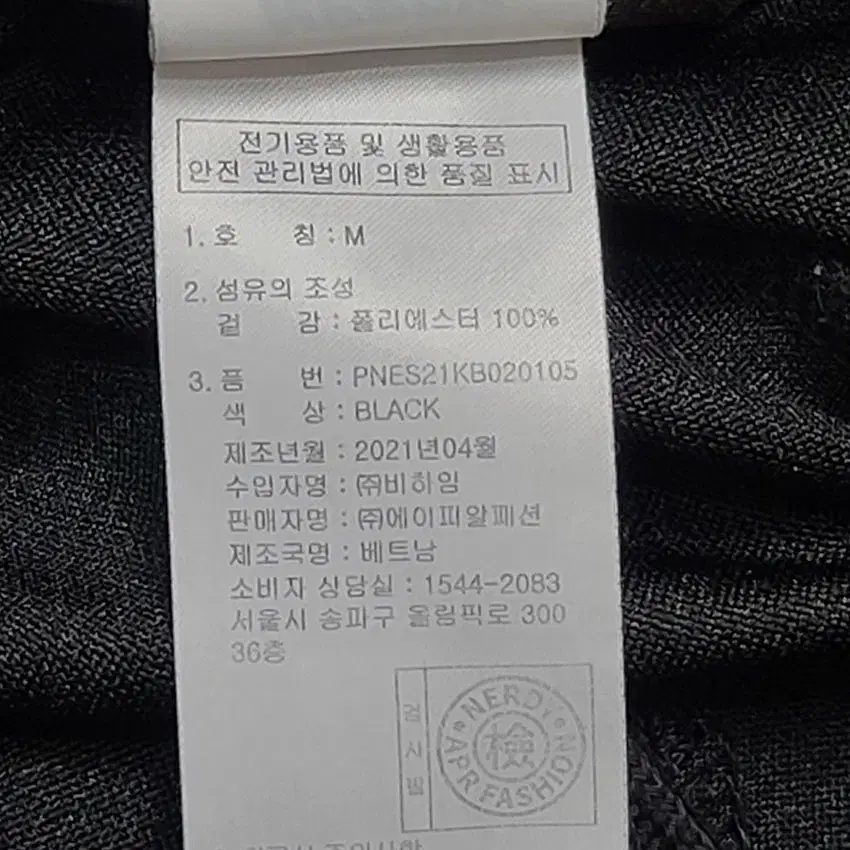 전기용품 및 생활용품
안전 관리법에 의한 품질 표시
1. 호 칭 : M
2. 섬유의 조성
겉 감 : 폴리에스터 100%
3. 품 번 : PNES21KB020105
색 상 : BLACK
제조년월 : 2021년04월
수입자명 : ㈜비하임
판매자명 : ㈜에이피알패션
제조국명 : 베트남
소비자 상담실 : 1544-2083
서울시 송파구 올림픽로 300
36층
검사필
NERDY
檢
APR FASHION